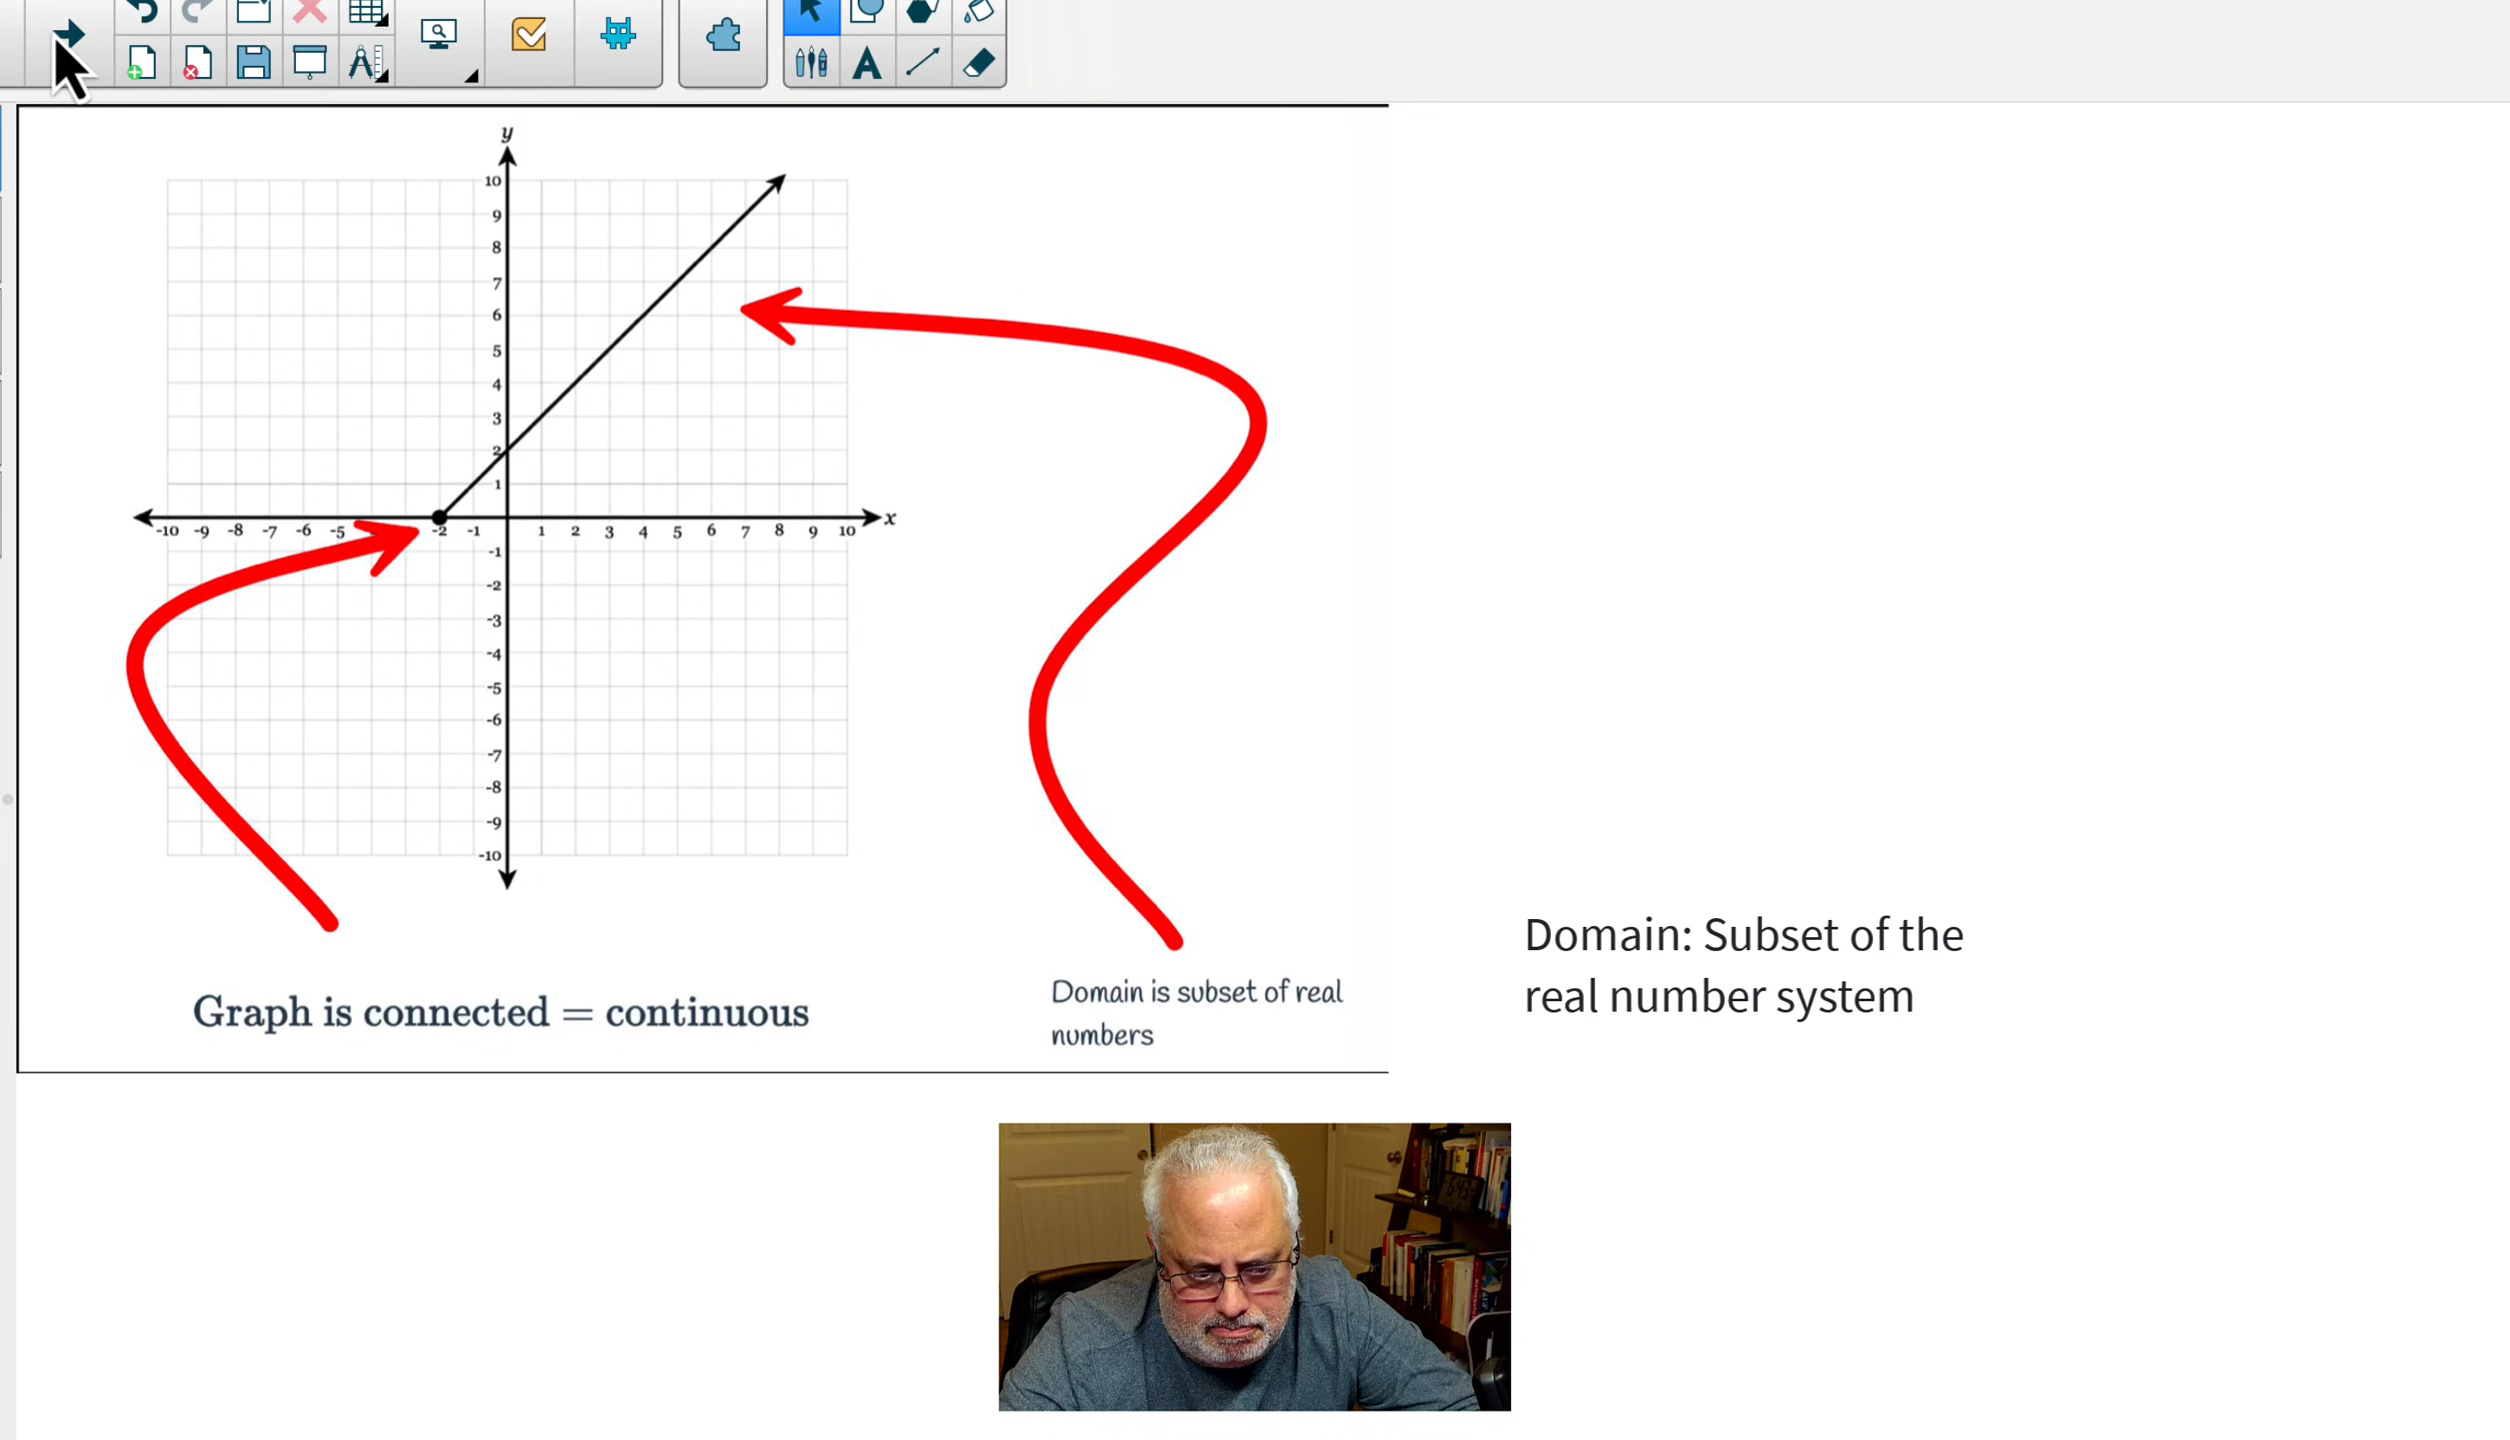 y
10
9
8
7
6
5
4
3
2
1
-10 -9 -8 -7 -6 -5 -2 -1 1 2 3 4 5 6 7 8 9 10 x
-1
-2
-3
-4
-5
-6
-7
-8
-9
-10
Graph is connected = continuous
Domain is subset of real
numbers
Domain: Subset of the
real number system